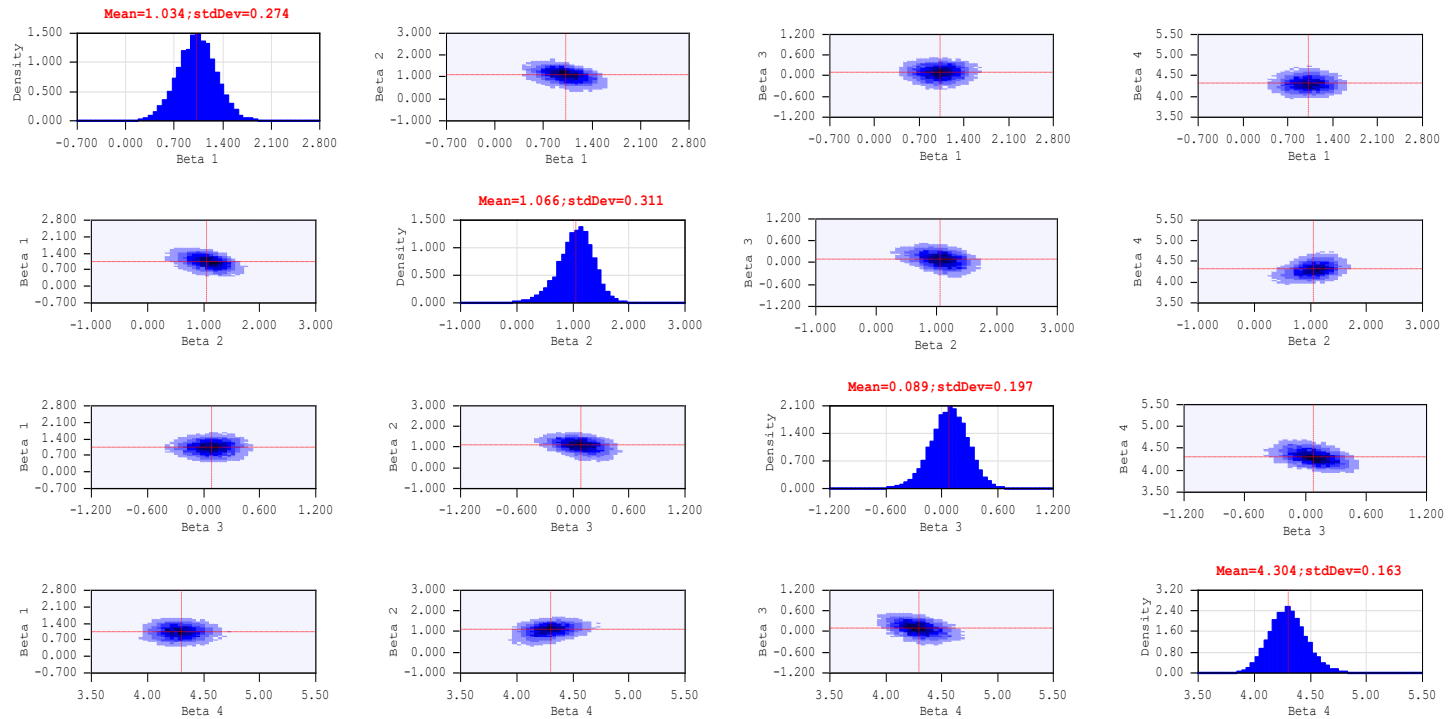 Mean=1.034;stdDev=0.274
Density
1.500
1.000
0.500
0.000
-0.700 0.000 0.700 1.400 2.100 2.800
Beta 1
Beta 2
3.000
2.000
1.000
0.000
-1.000
-0.700 0.000 0.700 1.400 2.100 2.800
Beta 1
Beta 3
1.200
0.600
0.000
-0.600
-1.200
-0.700 0.000 0.700 1.400 2.100 2.800
Beta 1
Beta 4
5.50
5.00
4.50
4.00
3.50
-0.700 0.000 0.700 1.400 2.100 2.800
Beta 1
Beta 1
2.800
2.100
1.400
0.700
0.000
-0.700
-1.000 0.000 1.000 2.000 3.000
Beta 2
Mean=1.066;stdDev=0.311
Density
1.500
1.000
0.500
0.000
-1.000 0.000 1.000 2.000 3.000
Beta 2
Beta 3
1.200
0.600
0.000
-0.600
-1.200
-1.000 0.000 1.000 2.000 3.000
Beta 2
Beta 4
5.50
5.00
4.50
4.00
3.50
-1.000 0.000 1.000 2.000 3.000
Beta 2
Beta 1
2.800
2.100
1.400
0.700
0.000
-0.700
-1.200 -0.600 0.000 0.600 1.200
Beta 3
Beta 2
3.000
2.000
1.000
0.000
-1.000
-1.200 -0.600 0.000 0.600 1.200
Beta 3
Mean=0.089;stdDev=0.197
Density
2.100
1.400
0.700
0.000
-1.200 -0.600 0.000 0.600 1.200
Beta 3
Beta 4
5.50
5.00
4.50
4.00
3.50
-1.200 -0.600 0.000 0.600 1.200
Beta 3
Beta 1
2.800
2.100
1.400
0.700
0.000
-0.700
3.50 4.00 4.50 5.00 5.50
Beta 4
Beta 2
3.000
2.000
1.000
0.000
-1.000
3.50 4.00 4.50 5.00 5.50
Beta 4
Beta 3
1.200
0.600
0.000
-0.600
-1.200
3.50 4.00 4.50 5.00 5.50
Beta 4
Mean=4.304;stdDev=0.163
Density
3.20
2.40
1.60
0.80
0.00
3.50 4.00 4.50 5.00 5.50
Beta 4